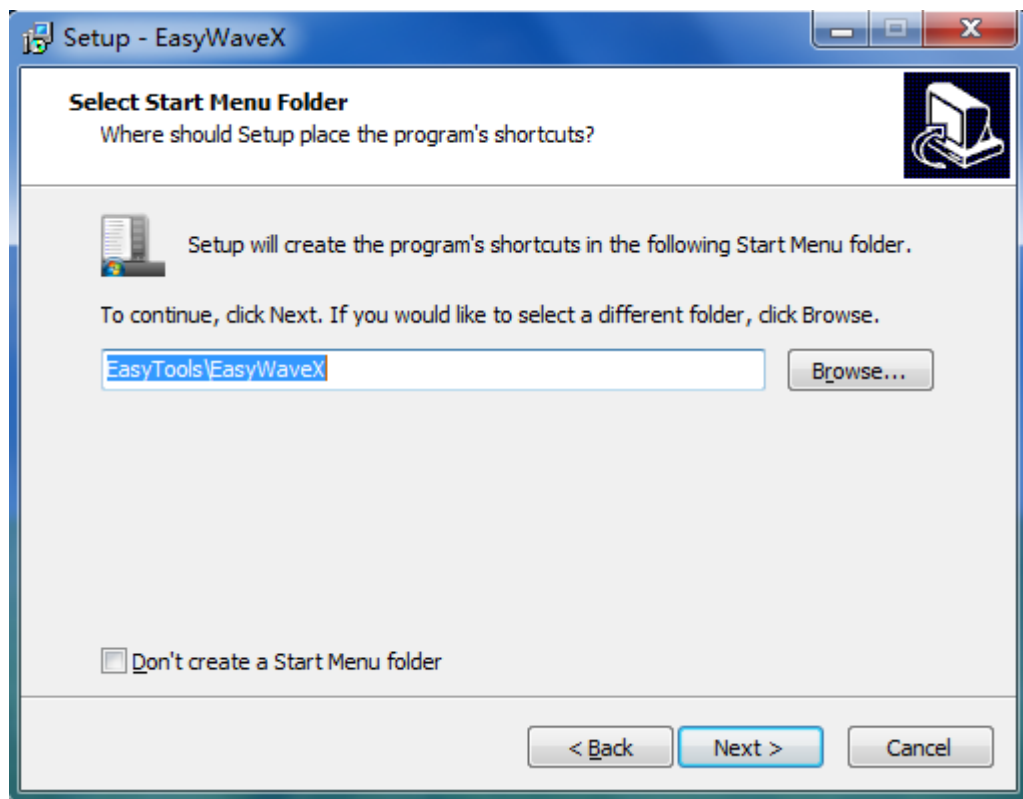 Setup - EasyWaveX
Select Start Menu Folder
Where should Setup place the program's shortcuts?
Setup will create the program's shortcuts in the following Start Menu folder.
To continue, click Next. If you would like to select a different folder, click Browse.
EasyTools\EasyWaveX
Browse...
Don't create a Start Menu folder
< Back
Next >
Cancel